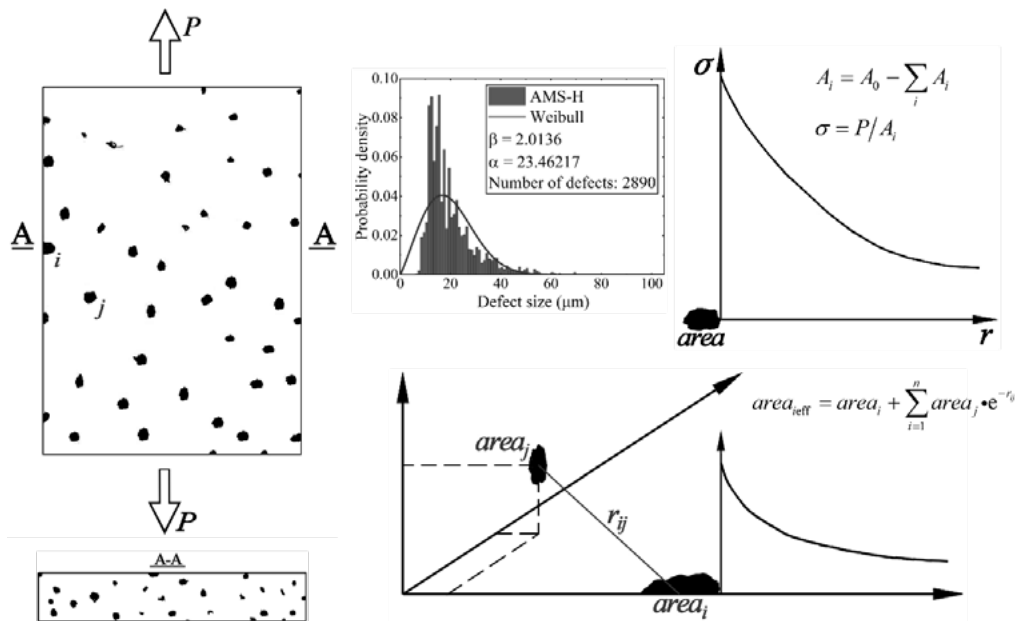 P
A
A
i
j
P
A-A
Probability density
0.10
0.08
0.06
0.04
0.02
0.00
AMS-H
Weibull
β = 2.0136
α = 23.46217
Number of defects: 2890
0 20 40 60 80 100
Defect size (μm)
σ
A_i = A_0 − ∑_i A_i
σ = P/A_i
area
r
area_ieff = area_i + ∑_{i=1}^{n} area_j • e^{−r_ij}
area_j
r_ij
area_i